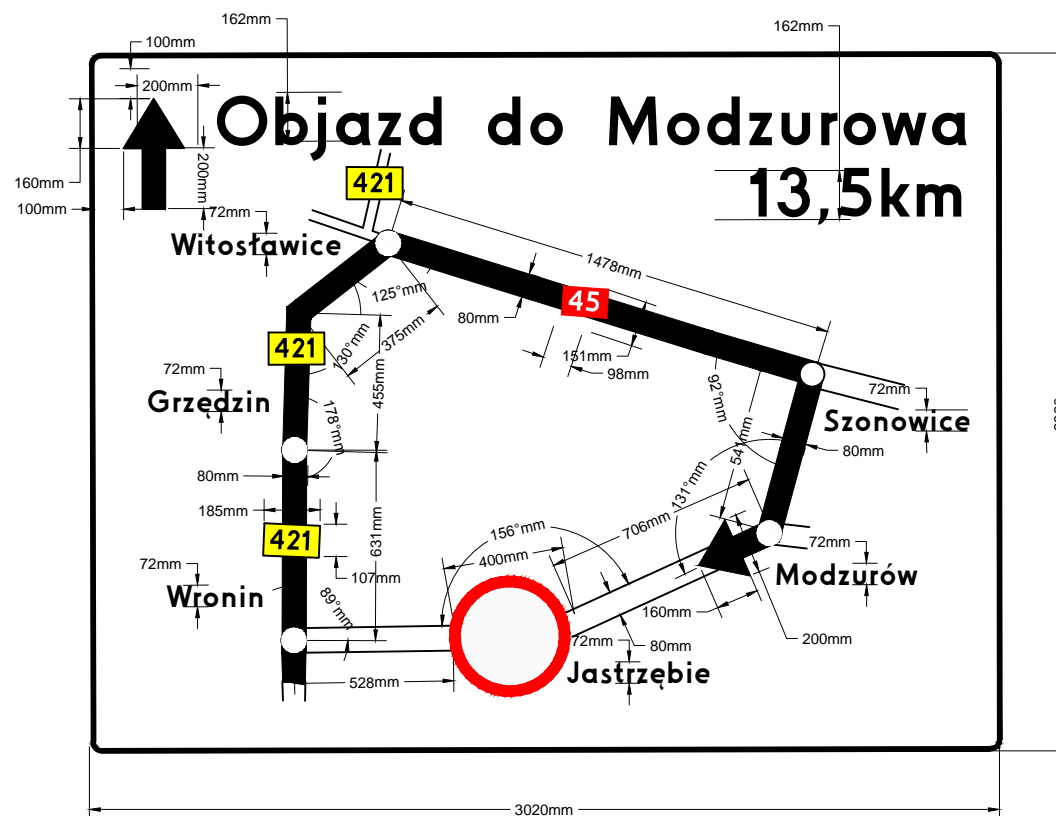 162mm
162mm
100mm
200mm
Objazd do Modzurowa
160mm
200mm
13,5km
100mm
421
72mm
Witosławice
1478mm
125°mm
45
80mm
375mm
130°mm
421
151mm
98mm
455mm
72mm
Grzędzin
178°mm
92°mm
72mm
Szonowice
541mm
80mm
80mm
131°mm
185mm
421
631mm
156°mm
706mm
400mm
72mm
107mm
72mm
Modzurów
Wronin
89°mm
160mm
200mm
72mm
80mm
Jastrzębie
528mm
3020mm